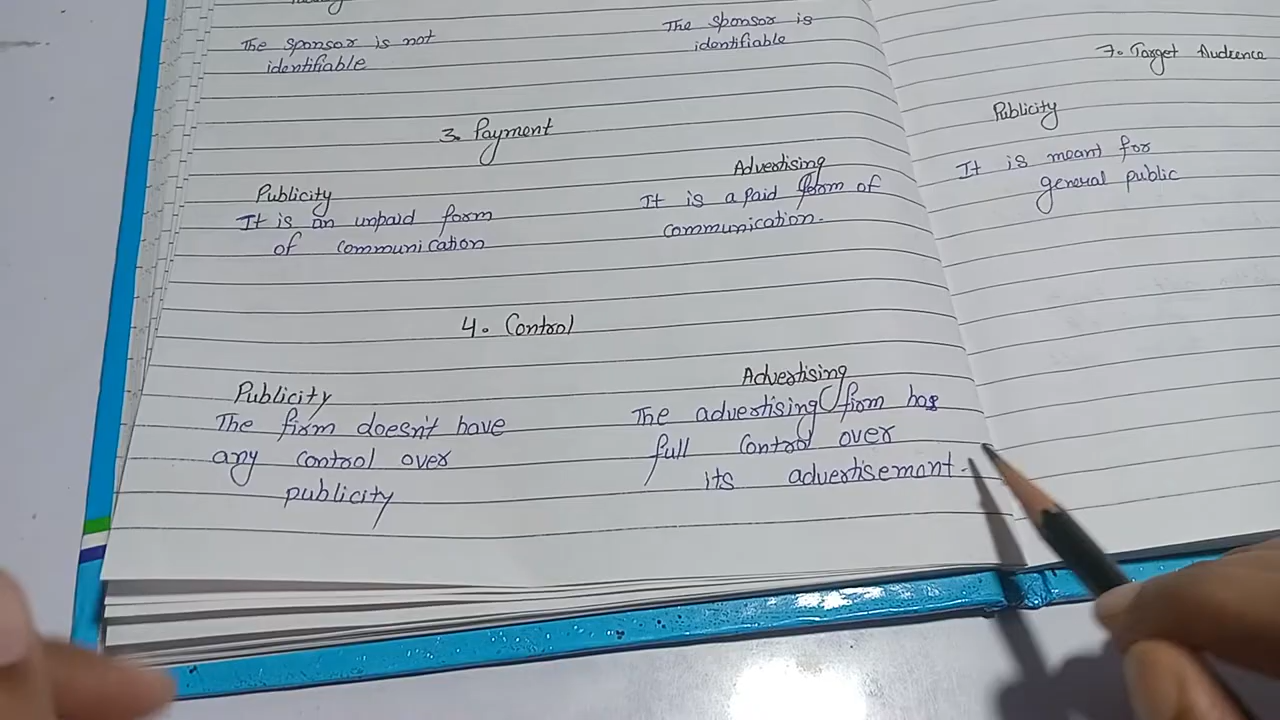 The sponsor is not
identifiable
The sponsor is
identifiable
3. Payment
Publicity
It is an unpaid form
of communication
Advertising
It is a paid form of
communication.
4. Control
Publicity
The firm doesn't have
any control over
publicity
Advertising
The advertising firm has
full control over
its advertisement.
7. Target Audience
Publicity
It is meant for
general public